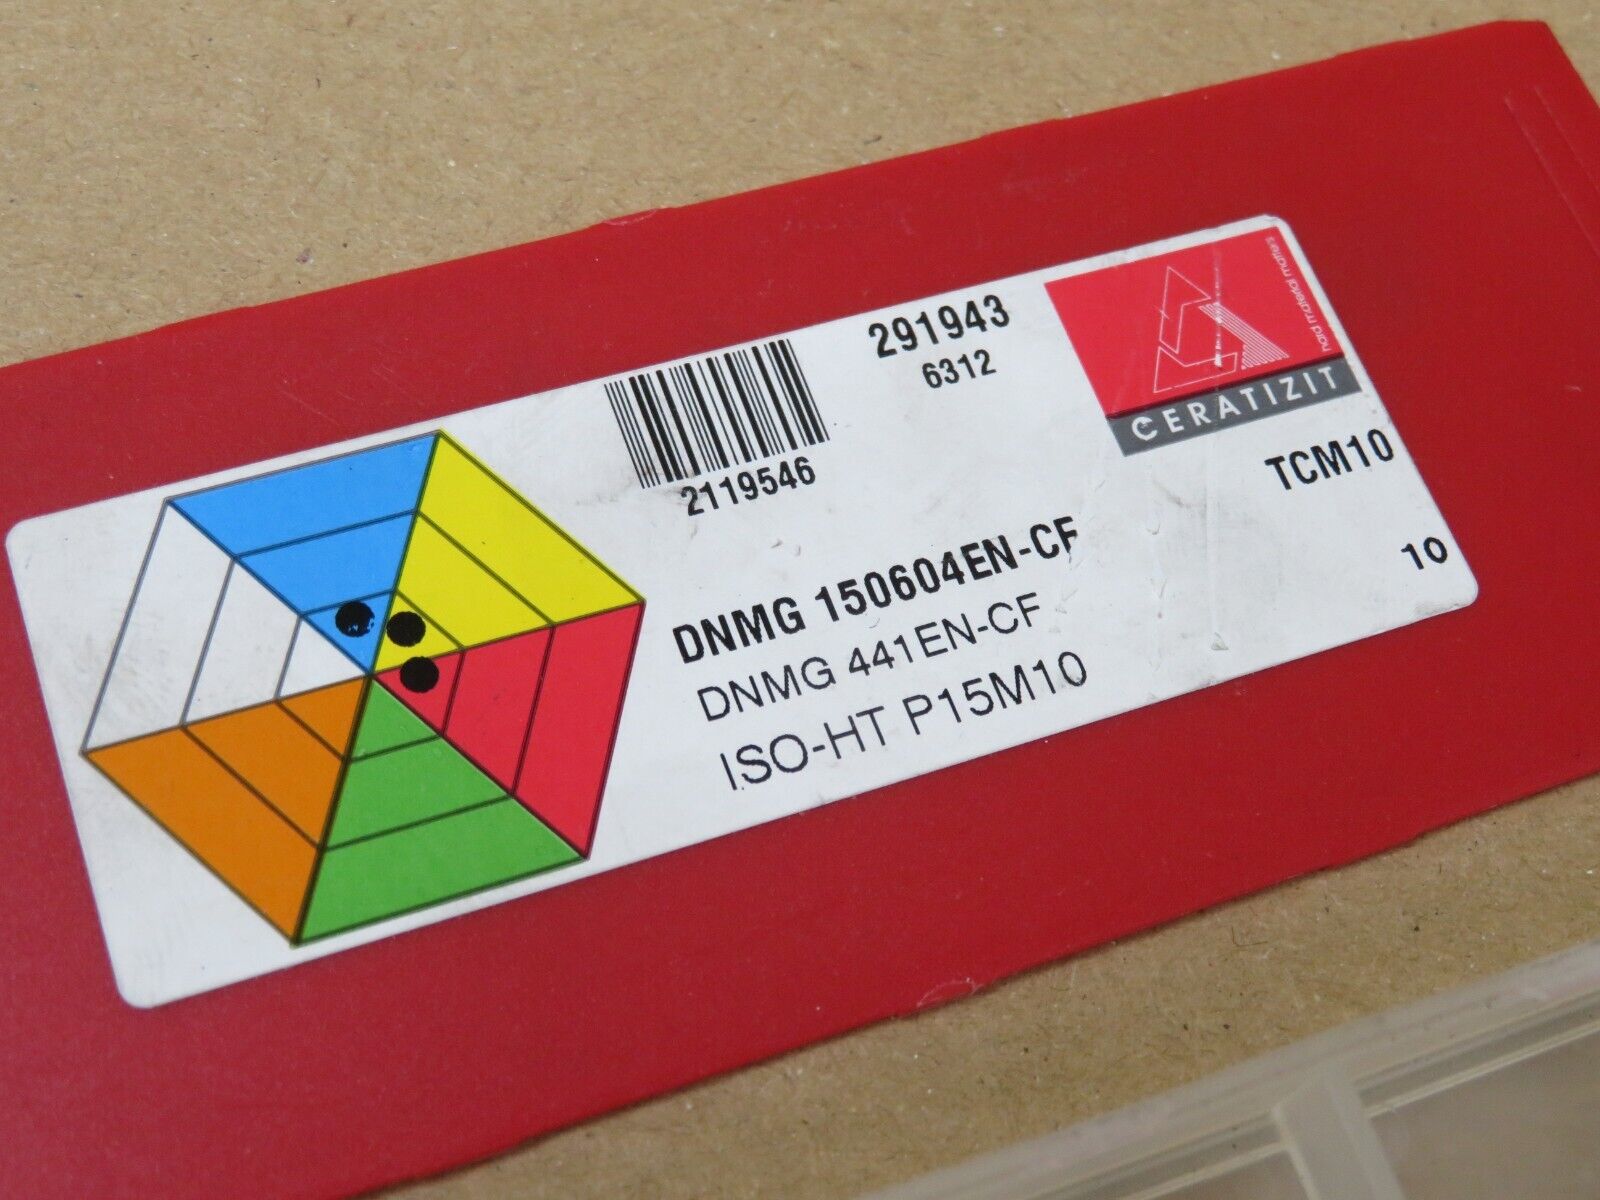 291943
6312
2119546
hard material matters
CERATIZIT
TCM10
DNMG 150604EN-CF
10
DNMG 441EN-CF
ISO-HT P15M10